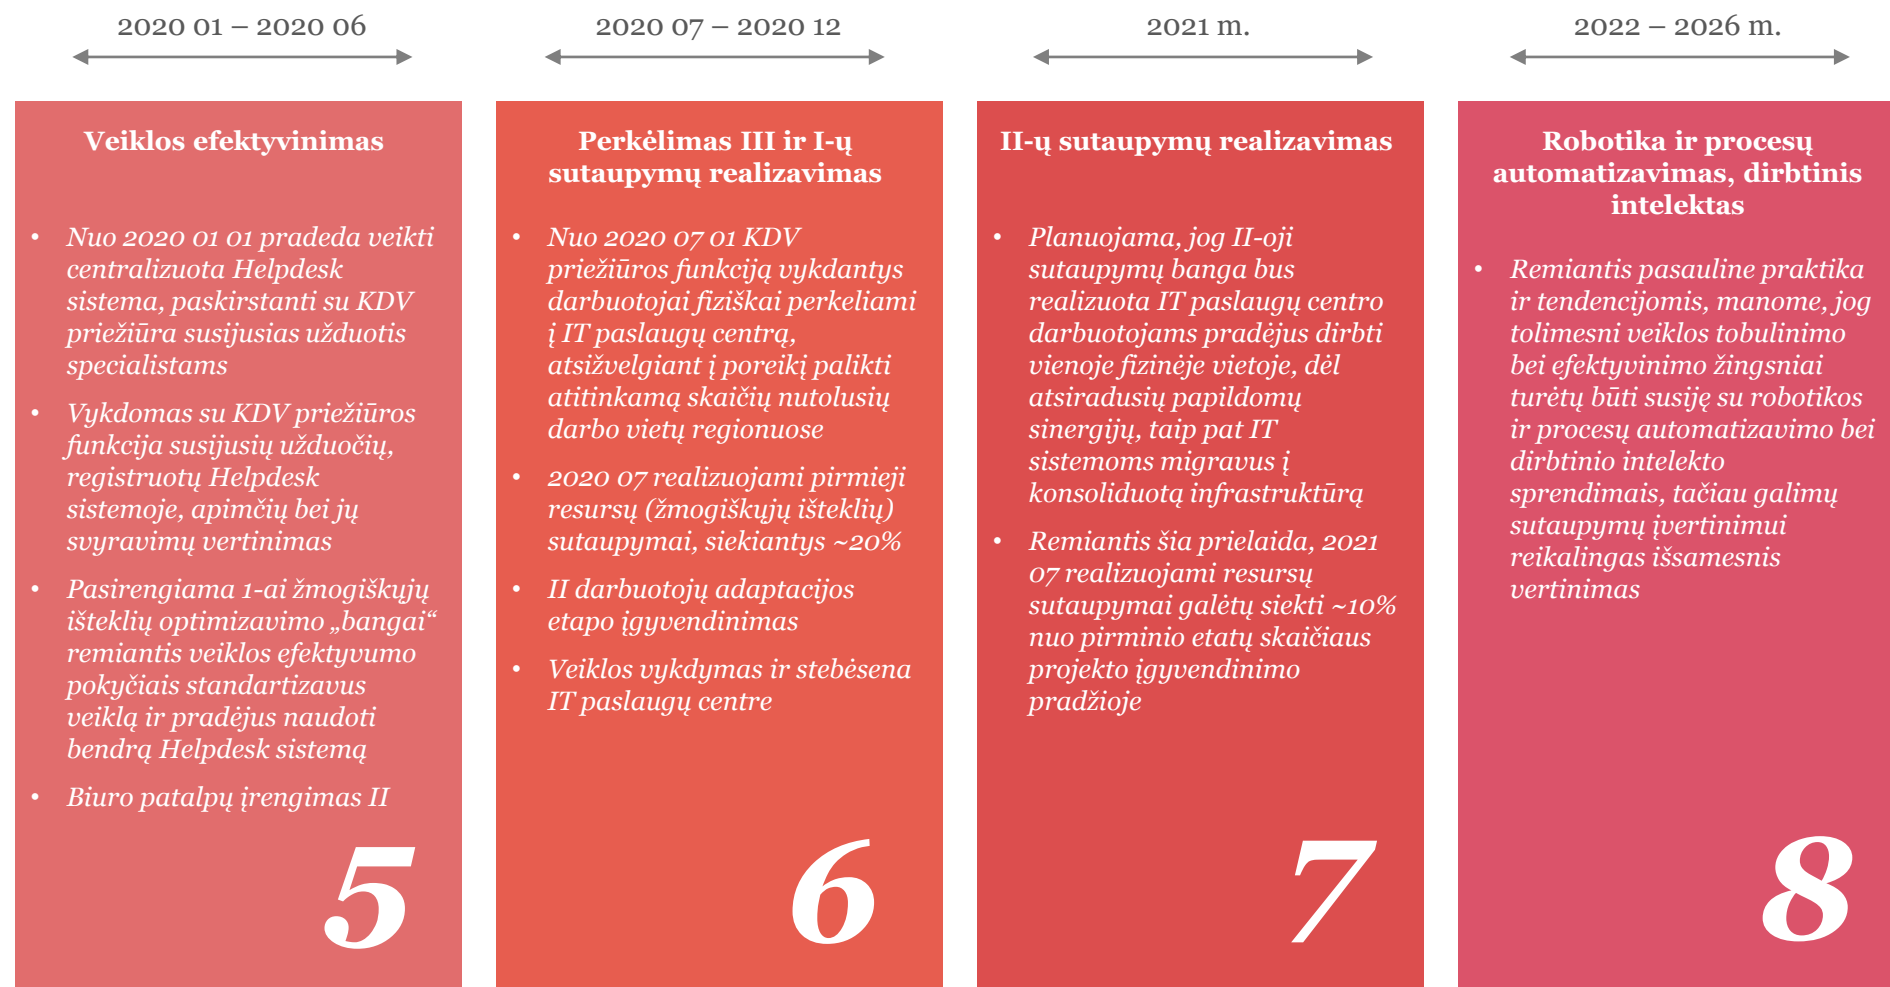 2020 01 – 2020 06
2020 07 – 2020 12
2021 m.
2022 – 2026 m.
Veiklos efektyvinimas
• Nuo 2020 01 01 pradeda veikti
centralizuota Helpdesk
sistema, paskirstanti su KDV
priežiūra susijusias užduotis
specialistams
• Vykdomas su KDV priežiūros
funkcija susijusių užduočių,
registruotų Helpdesk
sistemoje, apimčių bei jų
svyravimų vertinimas
• Pasirengiama 1-ai žmogiškųjų
išteklių optimizavimo „bangai“
remiantis veiklos efektyvumo
pokyčiais standartizavus
veiklą ir pradėjus naudoti
bendrą Helpdesk sistemą
• Biuro patalpų įrengimas II
5
Perkėlimas III ir I-ų
sutaupymų realizavimas
• Nuo 2020 07 01 KDV
priežiūros funkciją vykdantys
darbuotojai fiziškai perkeliami
į IT paslaugų centrą,
atsižvelgiant į poreikį palikti
atitinkamą skaičių nutolusių
darbo vietų regionuose
• 2020 07 realizuojami pirmieji
resursų (žmogiškųjų išteklių)
sutaupymai, siekiantys ~20%
• II darbuotojų adaptacijos
etapo įgyvendinimas
• Veiklos vykdymas ir stebėsena
IT paslaugų centre
6
II-ų sutaupymų realizavimas
• Planuojama, jog II-oji
sutaupymų banga bus
realizuota IT paslaugų centro
darbuotojams pradėjus dirbti
vienoje fizinėje vietoje, dėl
atsiradusių papildomų
sinergijų, taip pat IT
sistemoms migravus į
konsoliduotą infrastruktūrą
• Remiantis šia prielaida, 2021
07 realizuojami resursų
sutaupymai galėtų siekti ~10%
nuo pirminio etatų skaičiaus
projekto įgyvendinimo
pradžioje
7
Robotika ir procesų
automatizavimas, dirbtinis
intelektas
• Remiantis pasauline praktika
ir tendencijomis, manome, jog
tolimesni veiklos tobulinimo
bei efektyvinimo žingsniai
turėtų būti susiję su robotikos
ir procesų automatizavimo bei
dirbtinio intelekto
sprendimais, tačiau galimų
sutaupymų įvertinimui
reikalingas išsamesnis
vertinimas
8